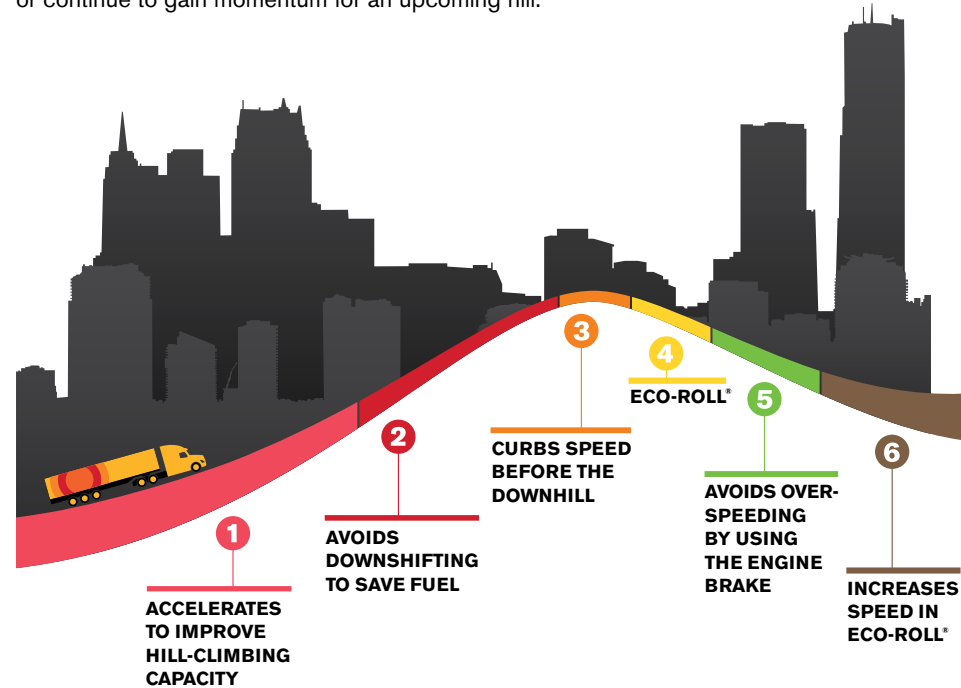 or continue to gain momentum for an upcoming hill.
1
ACCELERATES
TO IMPROVE
HILL-CLIMBING
CAPACITY
2
AVOIDS
DOWNSHIFTING
TO SAVE FUEL
3
CURBS SPEED
BEFORE THE
DOWNHILL
4
ECO-ROLL®
5
AVOIDS OVER-
SPEEDING
BY USING
THE ENGINE
BRAKE
6
INCREASES
SPEED IN
ECO-ROLL®